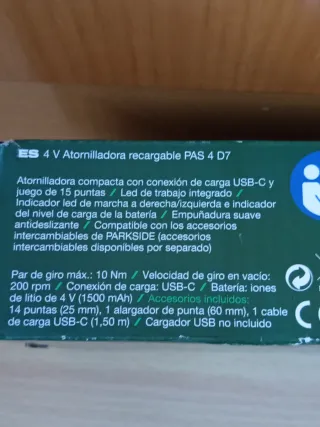 ES 4 V Atornilladora recargable PAS 4 D7
Atornilladora compacta con conexión de carga USB-C y
juego de 15 puntas / Led de trabajo integrado /
Indicador led de marcha a derecha/izquierda e indicador
del nivel de carga de la batería / Empuñadura suave
antideslizante / Compatible con los accesorios
intercambiables de PARKSIDE (accesorios
intercambiables disponibles por separado)
Par de giro máx.: 10 Nm / Velocidad de giro en vacío:
200 rpm / Conexión de carga: USB-C / Batería: iones
de litio de 4 V (1500 mAh) / Accesorios incluidos:
14 puntas (25 mm), 1 alargador de punta (60 mm), 1 cable
de carga USB-C (1,50 m) / Cargador USB no incluido
CE